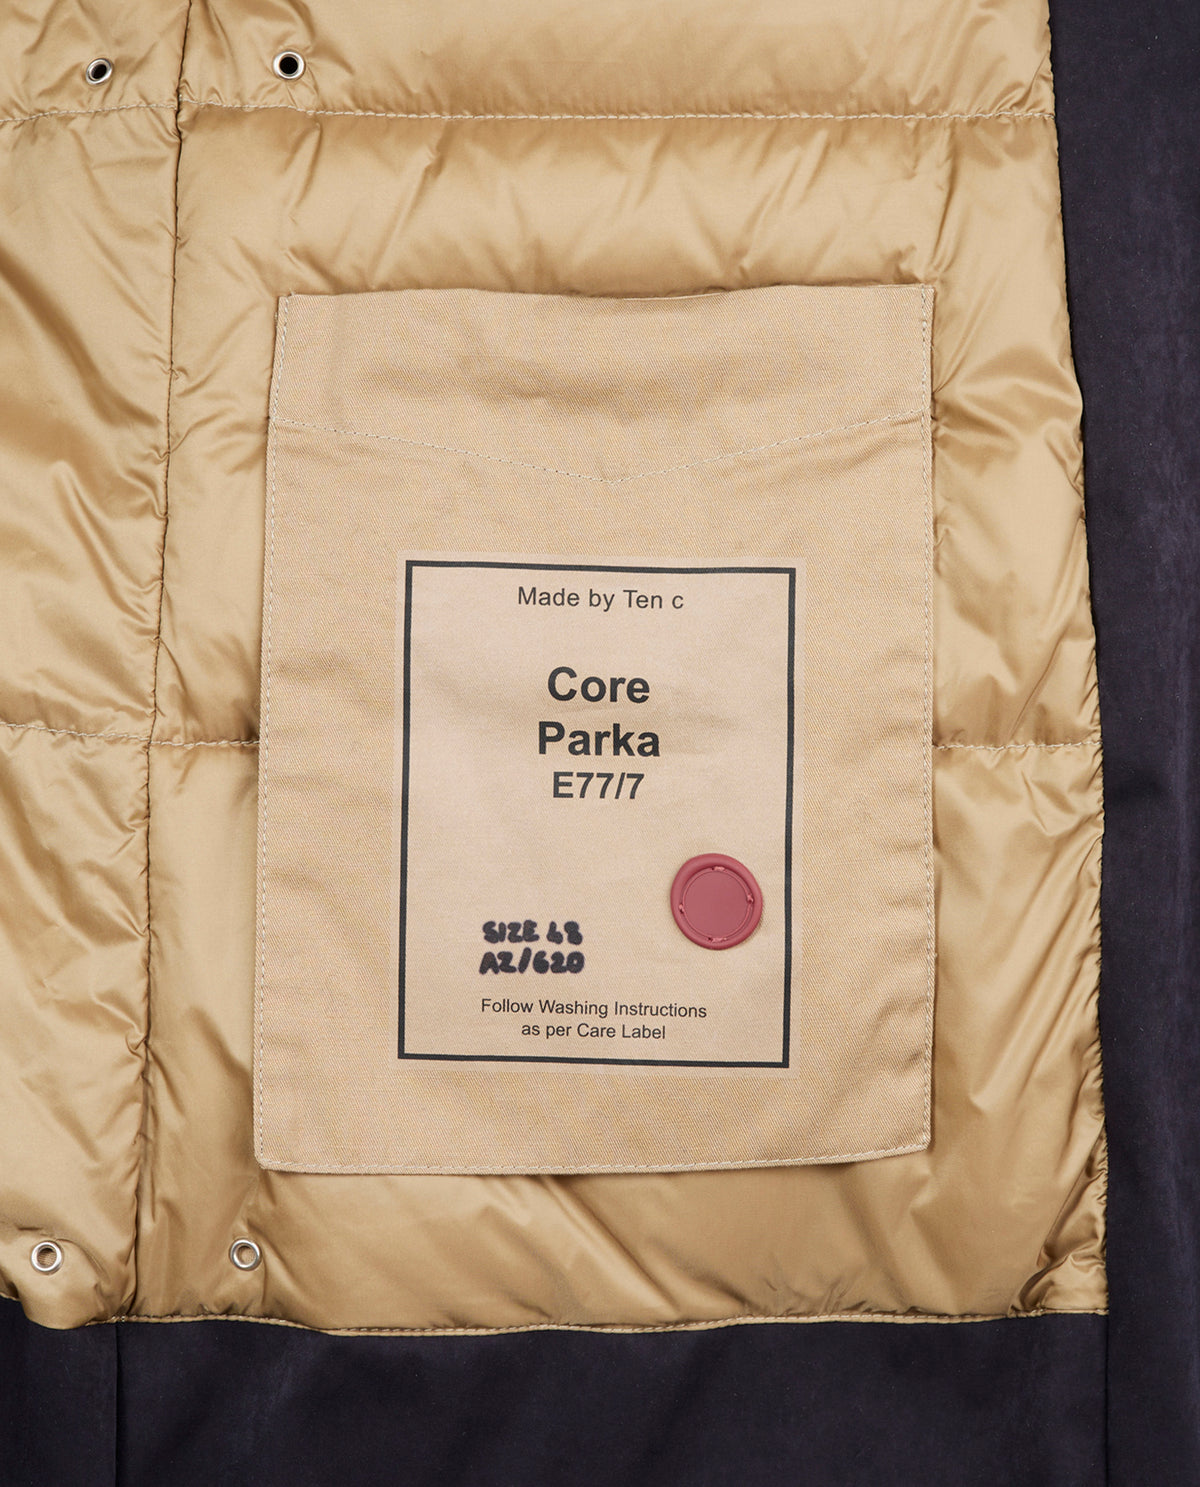 Made by Ten c
Core
Parka
E77/7
SIZE 48
AZ/620
Follow Washing Instructions
as per Care Label